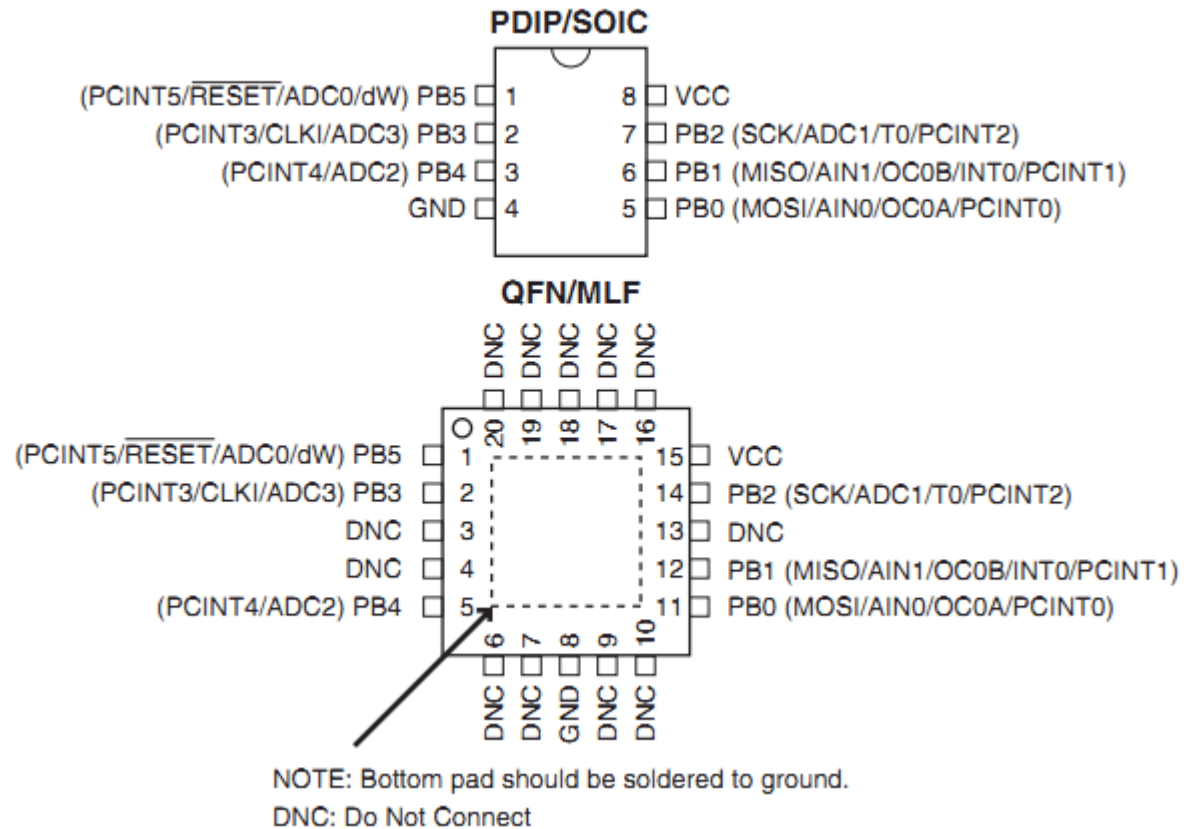 PDIP/SOIC
(PCINT5/RESET/ADC0/dW) PB5 1 8 VCC
(PCINT3/CLKI/ADC3) PB3 2 7 PB2 (SCK/ADC1/T0/PCINT2)
(PCINT4/ADC2) PB4 3 6 PB1 (MISO/AIN1/OC0B/INT0/PCINT1)
GND 4 5 PB0 (MOSI/AIN0/OC0A/PCINT0)
QFN/MLF
DNC DNC DNC DNC DNC
20 19 18 17 16
(PCINT5/RESET/ADC0/dW) PB5 1 15 VCC
(PCINT3/CLKI/ADC3) PB3 2 14 PB2 (SCK/ADC1/T0/PCINT2)
DNC 3 13 DNC
DNC 4 12 PB1 (MISO/AIN1/OC0B/INT0/PCINT1)
(PCINT4/ADC2) PB4 5 11 PB0 (MOSI/AIN0/OC0A/PCINT0)
6 7 8 9 10
DNC DNC GND DNC DNC
NOTE: Bottom pad should be soldered to ground.
DNC: Do Not Connect